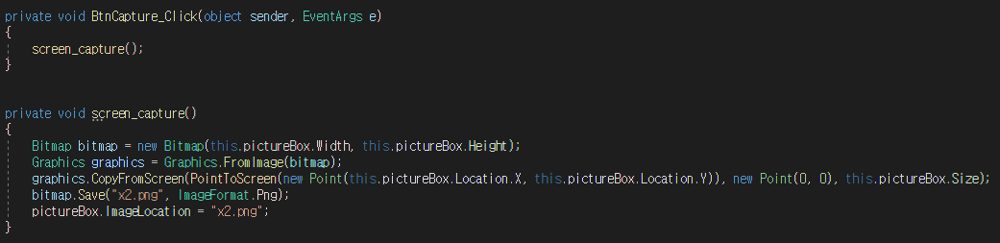 private void BtnCapture_Click(object sender, EventArgs e)
{
screen_capture();
}
private void screen_capture()
{
Bitmap bitmap = new Bitmap(this.pictureBox.Width, this.pictureBox.Height);
Graphics graphics = Graphics.FromImage(bitmap);
graphics.CopyFromScreen(PointToScreen(new Point(this.pictureBox.Location.X, this.pictureBox.Location.Y)), new Point(0, 0), this.pictureBox.Size);
bitmap.Save("x2.png", ImageFormat.Png);
pictureBox.ImageLocation = "x2.png";
}